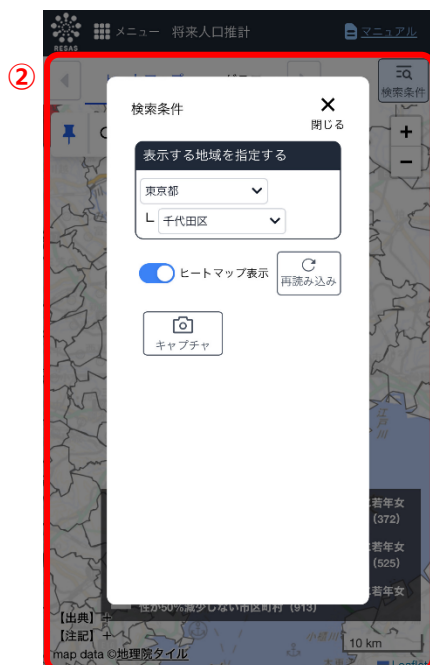 RESAS
メニュー 将来人口推計
マニュアル
②
検索条件
検索条件
閉じる
表示する地域を指定する
東京都
千代田区
ヒートマップ表示
再読み込み
キャプチャ
江戸川
若年女
(372)
若年女
(525)
若年女
性が50%減少しない市区町村 (913)
【出典】+
【注記】+
10 km
map data ©地理院タイル
Leaflet